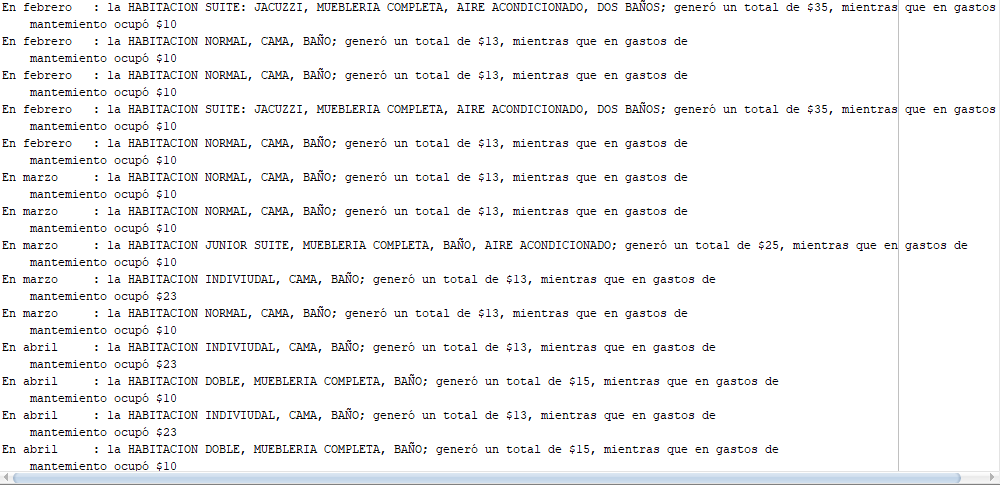 En febrero   : la HABITACION SUITE: JACUZZI, MUEBLERIA COMPLETA, AIRE ACONDICIONADO, DOS BAÑOS; generó un total de $35, mientras que en gastos
    mantemiento ocupó $10
En febrero   : la HABITACION NORMAL, CAMA, BAÑO; generó un total de $13, mientras que en gastos de
    mantemiento ocupó $10
En febrero   : la HABITACION NORMAL, CAMA, BAÑO; generó un total de $13, mientras que en gastos de
    mantemiento ocupó $10
En febrero   : la HABITACION SUITE: JACUZZI, MUEBLERIA COMPLETA, AIRE ACONDICIONADO, DOS BAÑOS; generó un total de $35, mientras que en gastos
    mantemiento ocupó $10
En febrero   : la HABITACION NORMAL, CAMA, BAÑO; generó un total de $13, mientras que en gastos de
    mantemiento ocupó $10
En marzo     : la HABITACION NORMAL, CAMA, BAÑO; generó un total de $13, mientras que en gastos de
    mantemiento ocupó $10
En marzo     : la HABITACION NORMAL, CAMA, BAÑO; generó un total de $13, mientras que en gastos de
    mantemiento ocupó $10
En marzo     : la HABITACION JUNIOR SUITE, MUEBLERIA COMPLETA, BAÑO, AIRE ACONDICIONADO; generó un total de $25, mientras que en gastos de
    mantemiento ocupó $10
En marzo     : la HABITACION INDIVIUDAL, CAMA, BAÑO; generó un total de $13, mientras que en gastos de
    mantemiento ocupó $23
En marzo     : la HABITACION NORMAL, CAMA, BAÑO; generó un total de $13, mientras que en gastos de
    mantemiento ocupó $10
En abril     : la HABITACION INDIVIUDAL, CAMA, BAÑO; generó un total de $13, mientras que en gastos de
    mantemiento ocupó $23
En abril     : la HABITACION DOBLE, MUEBLERIA COMPLETA, BAÑO; generó un total de $15, mientras que en gastos de
    mantemiento ocupó $10
En abril     : la HABITACION INDIVIUDAL, CAMA, BAÑO; generó un total de $13, mientras que en gastos de
    mantemiento ocupó $23
En abril     : la HABITACION DOBLE, MUEBLERIA COMPLETA, BAÑO; generó un total de $15, mientras que en gastos de
    mantemiento ocupó $10